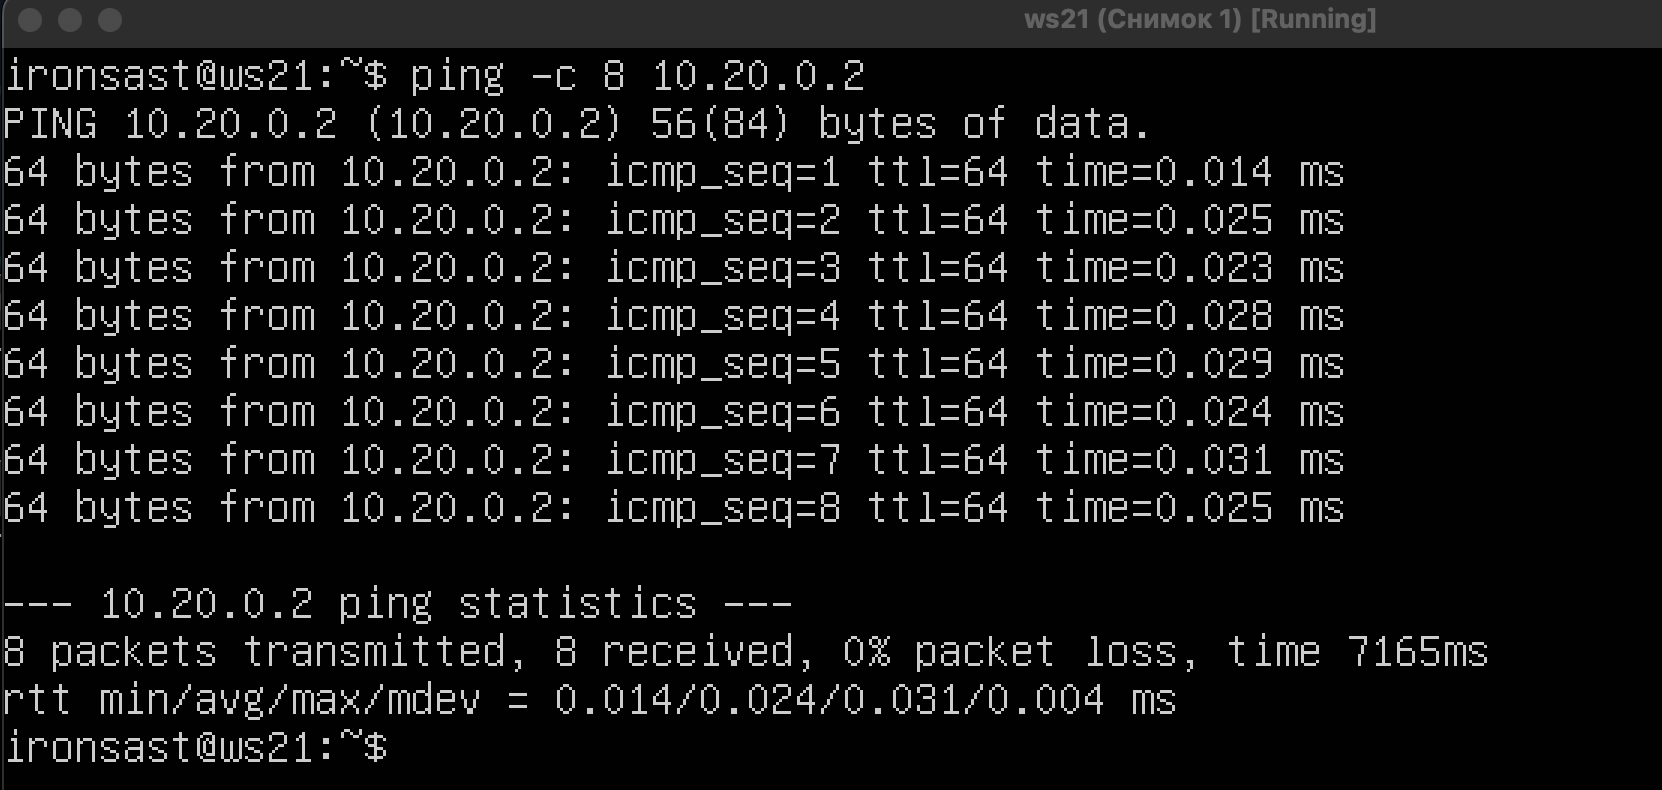 ws21 (Снимок 1) [Running]
ironsast@ws21:~$ ping -c 8 10.20.0.2
PING 10.20.0.2 (10.20.0.2) 56(84) bytes of data.
64 bytes from 10.20.0.2: icmp_seq=1 ttl=64 time=0.014 ms
64 bytes from 10.20.0.2: icmp_seq=2 ttl=64 time=0.025 ms
64 bytes from 10.20.0.2: icmp_seq=3 ttl=64 time=0.023 ms
64 bytes from 10.20.0.2: icmp_seq=4 ttl=64 time=0.028 ms
64 bytes from 10.20.0.2: icmp_seq=5 ttl=64 time=0.029 ms
64 bytes from 10.20.0.2: icmp_seq=6 ttl=64 time=0.024 ms
64 bytes from 10.20.0.2: icmp_seq=7 ttl=64 time=0.031 ms
64 bytes from 10.20.0.2: icmp_seq=8 ttl=64 time=0.025 ms
--- 10.20.0.2 ping statistics ---
8 packets transmitted, 8 received, 0% packet loss, time 7165ms
rtt min/avg/max/mdev = 0.014/0.024/0.031/0.004 ms
ironsast@ws21:~$